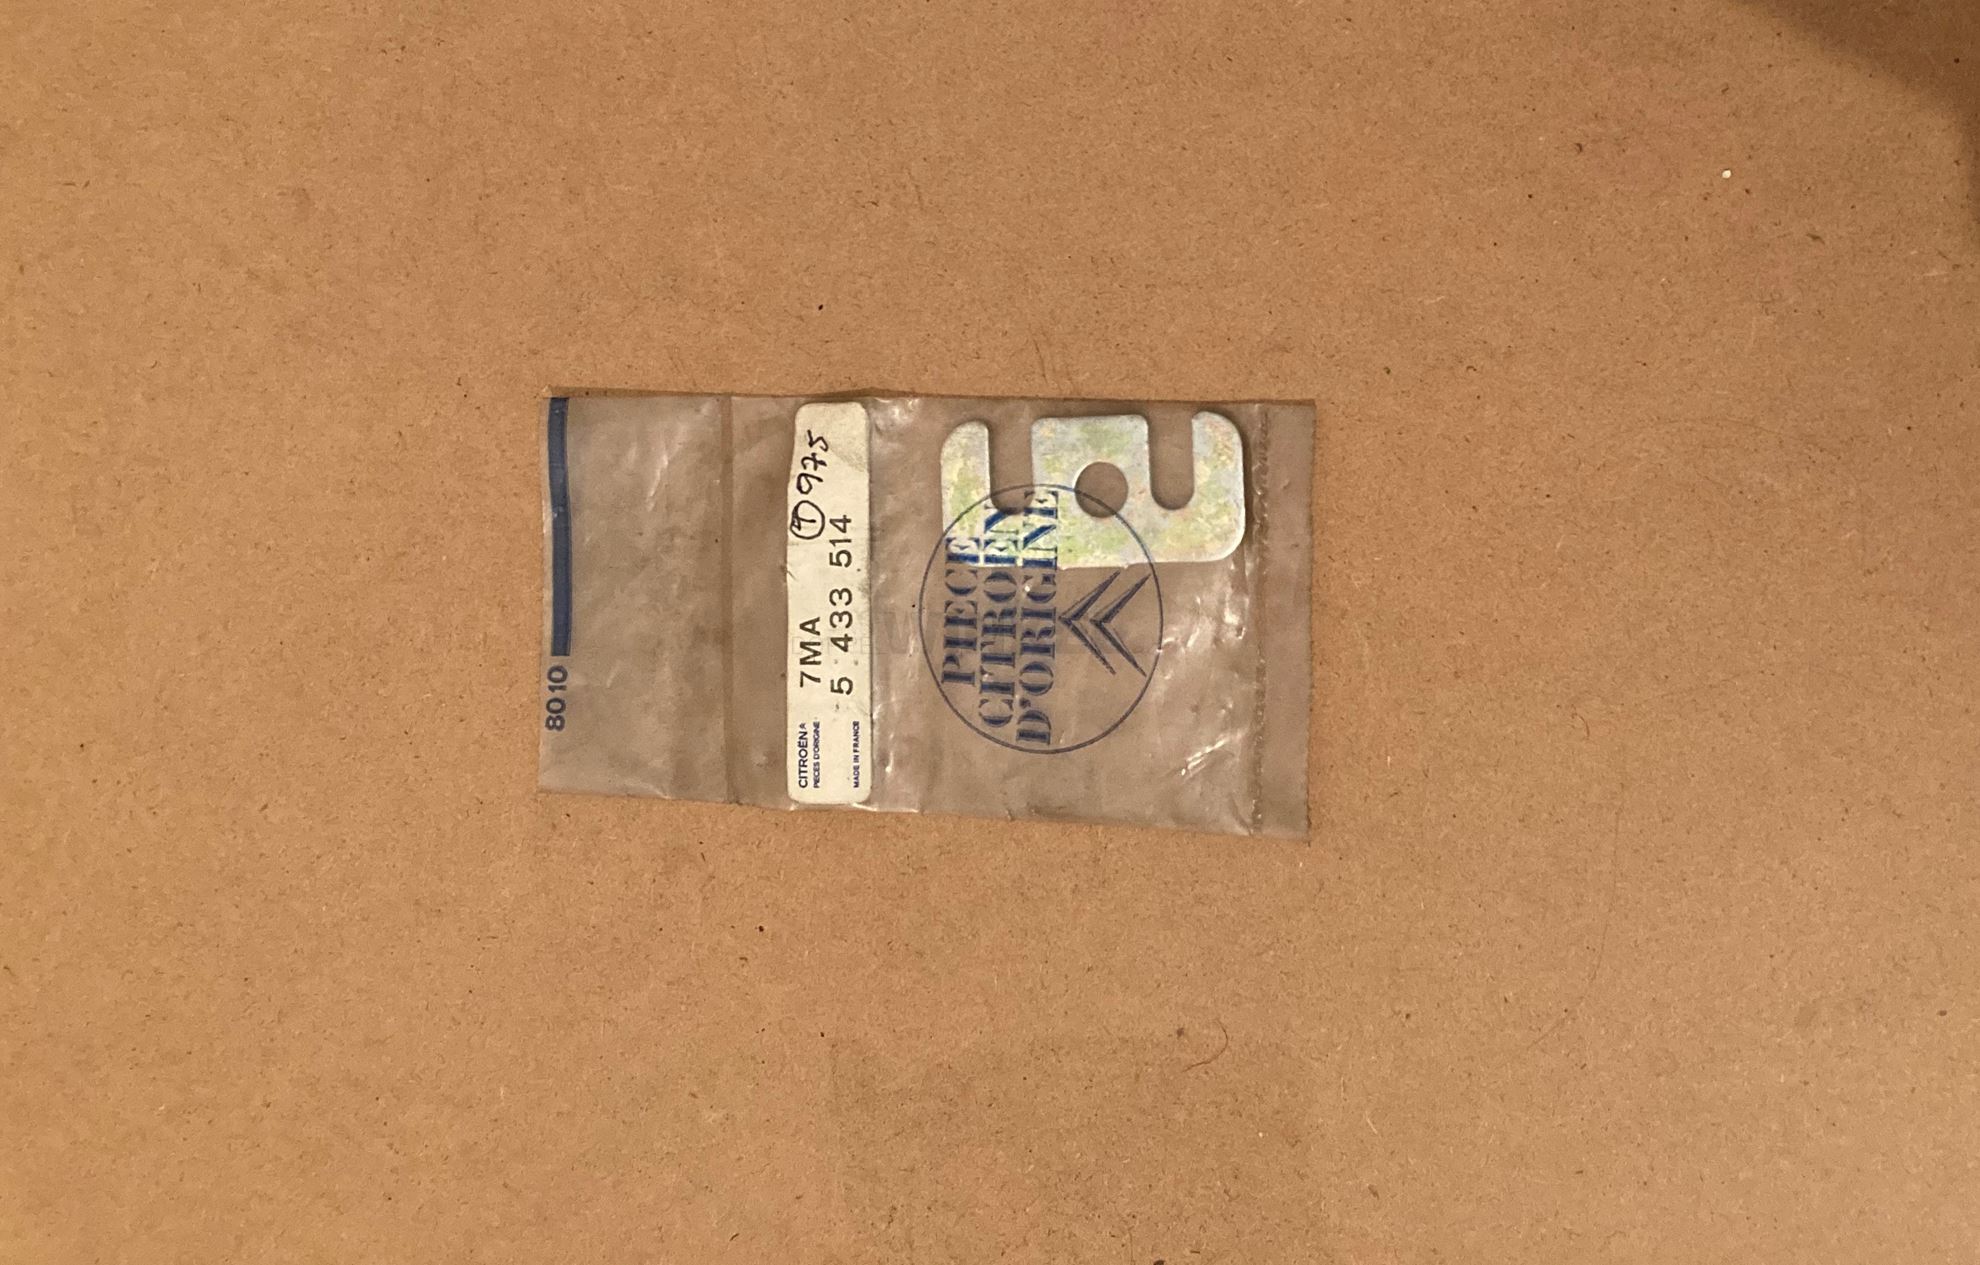 8010
CITROËN ∧
PIECES D'ORIGINE
MADE IN FRANCE
7MA
975
5 433 514
PIECE
CITROËN
D'ORIGINE